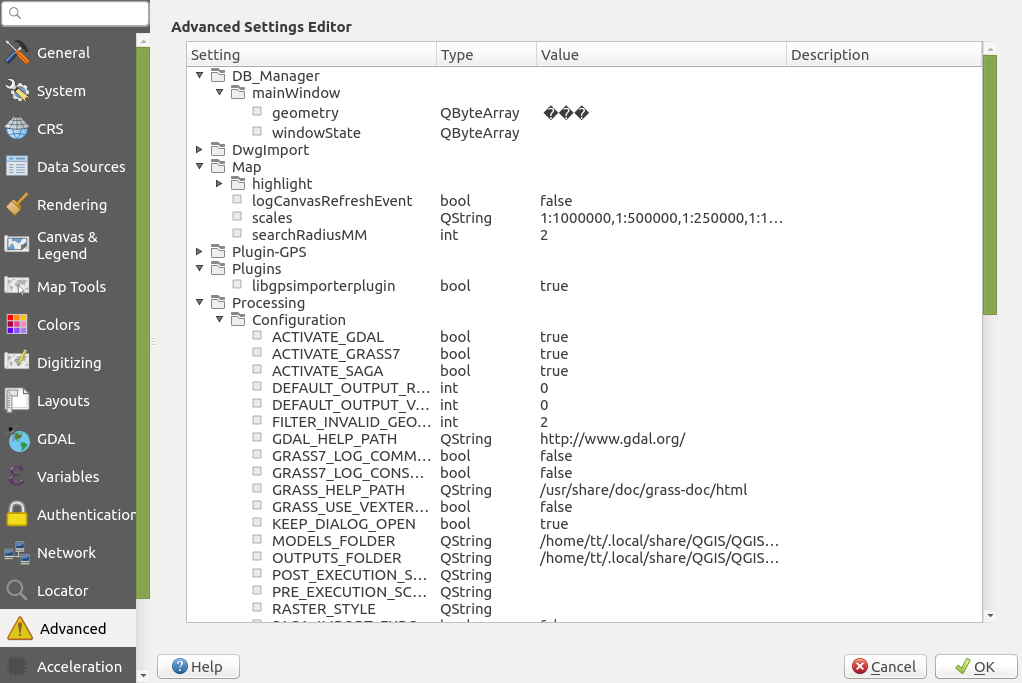 General
System
CRS
Data Sources
Rendering
Canvas &
Legend
Map Tools
Colors
Digitizing
Layouts
GDAL
Variables
Authentication
Network
Locator
Advanced
Acceleration
Advanced Settings Editor
Setting Type Value Description
DB_Manager
mainWindow
geometry QByteArray ���
windowState QByteArray
DwgImport
Map
highlight
logCanvasRefreshEvent bool false
scales QString 1:1000000,1:500000,1:250000,1:1...
searchRadiusMM int 2
Plugin-GPS
Plugins
libgpsimporterplugin bool true
Processing
Configuration
ACTIVATE_GDAL bool true
ACTIVATE_GRASS7 bool true
ACTIVATE_SAGA bool true
DEFAULT_OUTPUT_R... int 0
DEFAULT_OUTPUT_V... int 0
FILTER_INVALID_GEO... int 2
GDAL_HELP_PATH QString http://www.gdal.org/
GRASS7_LOG_COMM... bool false
GRASS7_LOG_CONS... bool false
GRASS_HELP_PATH QString /usr/share/doc/grass-doc/html
GRASS_USE_VEXTER... bool false
KEEP_DIALOG_OPEN bool true
MODELS_FOLDER QString /home/tt/.local/share/QGIS/QGIS...
OUTPUTS_FOLDER QString /home/tt/.local/share/QGIS/QGIS...
POST_EXECUTION_S... QString
PRE_EXECUTION_SC... QString
RASTER_STYLE QString
Help Cancel OK